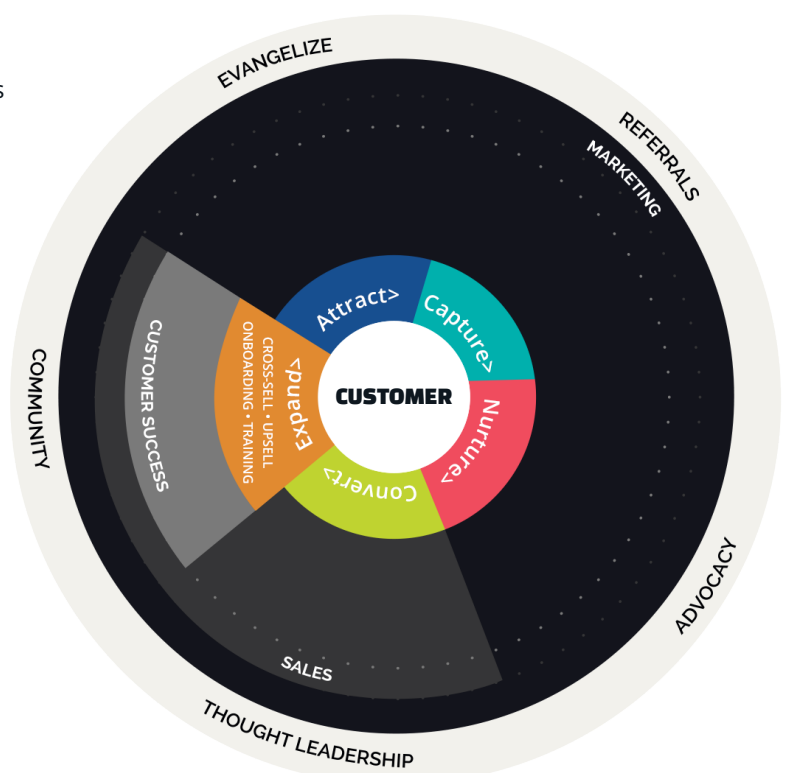 S
EVANGELIZE
REFERRALS
MARKETING
Attract>
Capture>
CUSTOMER
Nurture>
Convert>
Expand>
CROSS-SELL • UPSELL
ONBOARDING • TRAINING
CUSTOMER SUCCESS
COMMUNITY
SALES
ADVOCACY
THOUGHT LEADERSHIP